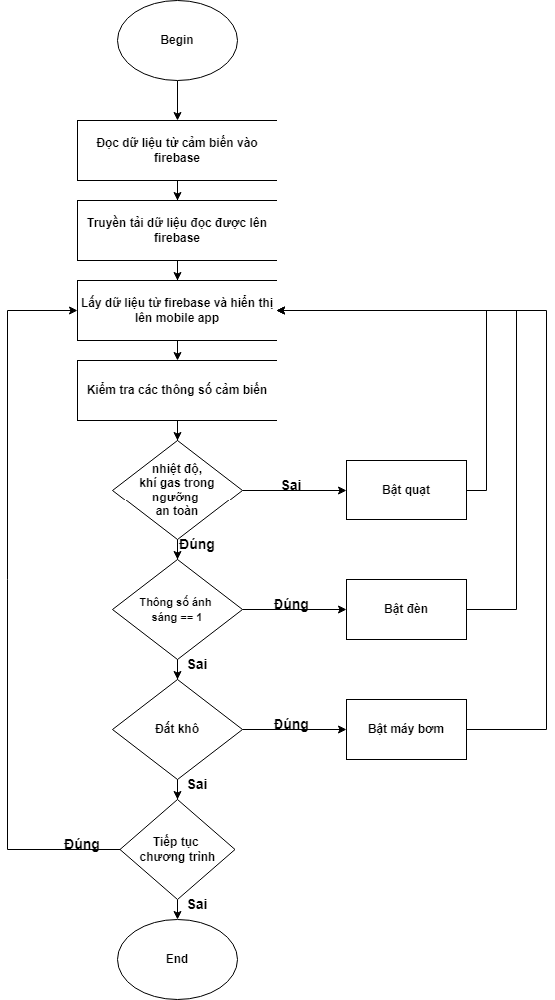 Begin
Đọc dữ liệu từ cảm biến vào
firebase
Truyền tải dữ liệu đọc được lên
firebase
Lấy dữ liệu từ firebase và hiển thị
lên mobile app
Kiểm tra các thông số cảm biến
nhiệt độ,
khí gas trong
ngưỡng
an toàn
Sai
Bật quạt
Đúng
Thông số ánh
sáng == 1
Đúng
Bật đèn
Sai
Đất khô
Đúng
Bật máy bơm
Sai
Tiếp tục
chương trình
Đúng
Sai
End